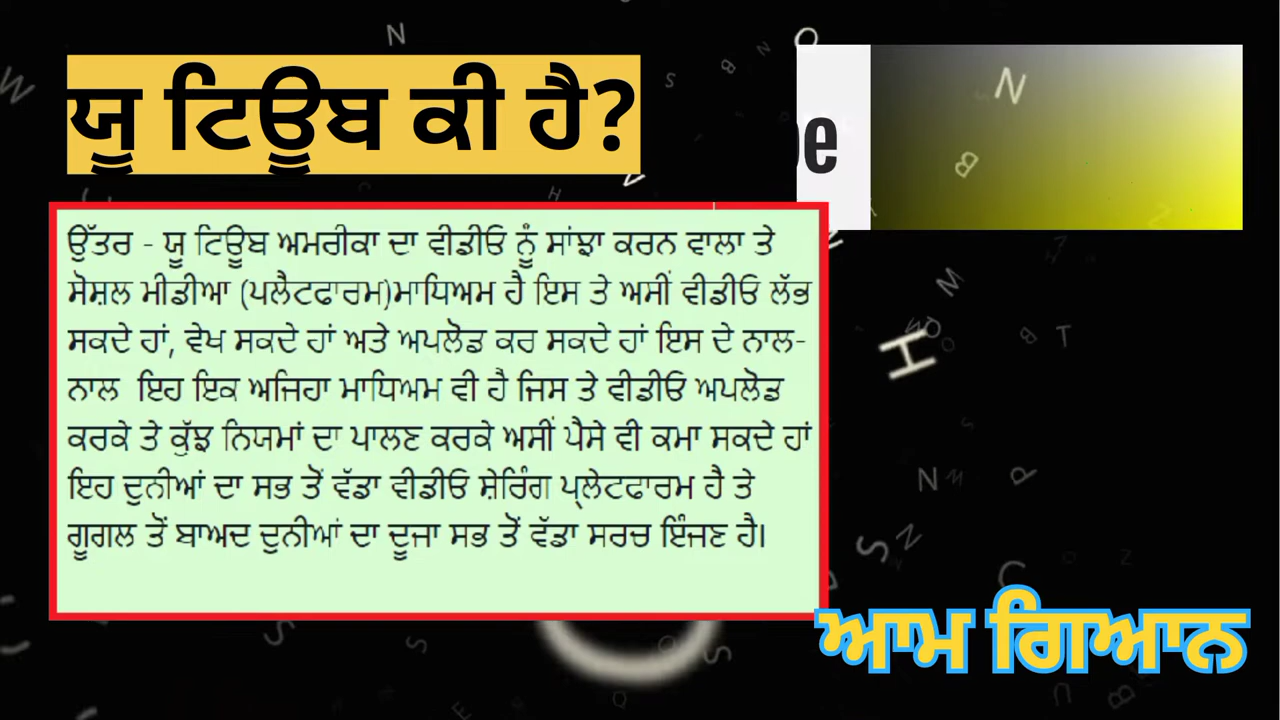 ਯੂ ਟਿਊਬ ਕੀ ਹੈ?
ਉੱਤਰ - ਯੂ ਟਿਊਬ ਅਮਰੀਕਾ ਦਾ ਵੀਡੀਓ ਨੂੰ ਸਾਂਝਾ ਕਰਨ ਵਾਲਾ ਤੇ
ਸੋਸ਼ਲ ਮੀਡੀਆ (ਪਲੈਟਫਾਰਮ)ਮਾਧਿਅਮ ਹੈ ਇਸ ਤੇ ਅਸੀਂ ਵੀਡੀਓ ਲੱਭ
ਸਕਦੇ ਹਾਂ, ਵੇਖ ਸਕਦੇ ਹਾਂ ਅਤੇ ਅਪਲੋਡ ਕਰ ਸਕਦੇ ਹਾਂ ਇਸ ਦੇ ਨਾਲ-
ਨਾਲ ਇਹ ਇਕ ਅਜਿਹਾ ਮਾਧਿਅਮ ਵੀ ਹੈ ਜਿਸ ਤੇ ਵੀਡੀਓ ਅਪਲੋਡ
ਕਰਕੇ ਤੇ ਕੁੱਝ ਨਿਯਮਾਂ ਦਾ ਪਾਲਣ ਕਰਕੇ ਅਸੀਂ ਪੈਸੇ ਵੀ ਕਮਾ ਸਕਦੇ ਹਾਂ
ਇਹ ਦੁਨੀਆਂ ਦਾ ਸਭ ਤੋਂ ਵੱਡਾ ਵੀਡੀਓ ਸ਼ੇਰਿੰਗ ਪ੍ਲੇਟਫਾਰਮ ਹੈ ਤੇ
ਗੂਗਲ ਤੋਂ ਬਾਅਦ ਦੁਨੀਆਂ ਦਾ ਦੂਜਾ ਸਭ ਤੋਂ ਵੱਡਾ ਸਰਚ ਇੰਜਣ ਹੈ।
ਆਮ ਗਿਆਨ